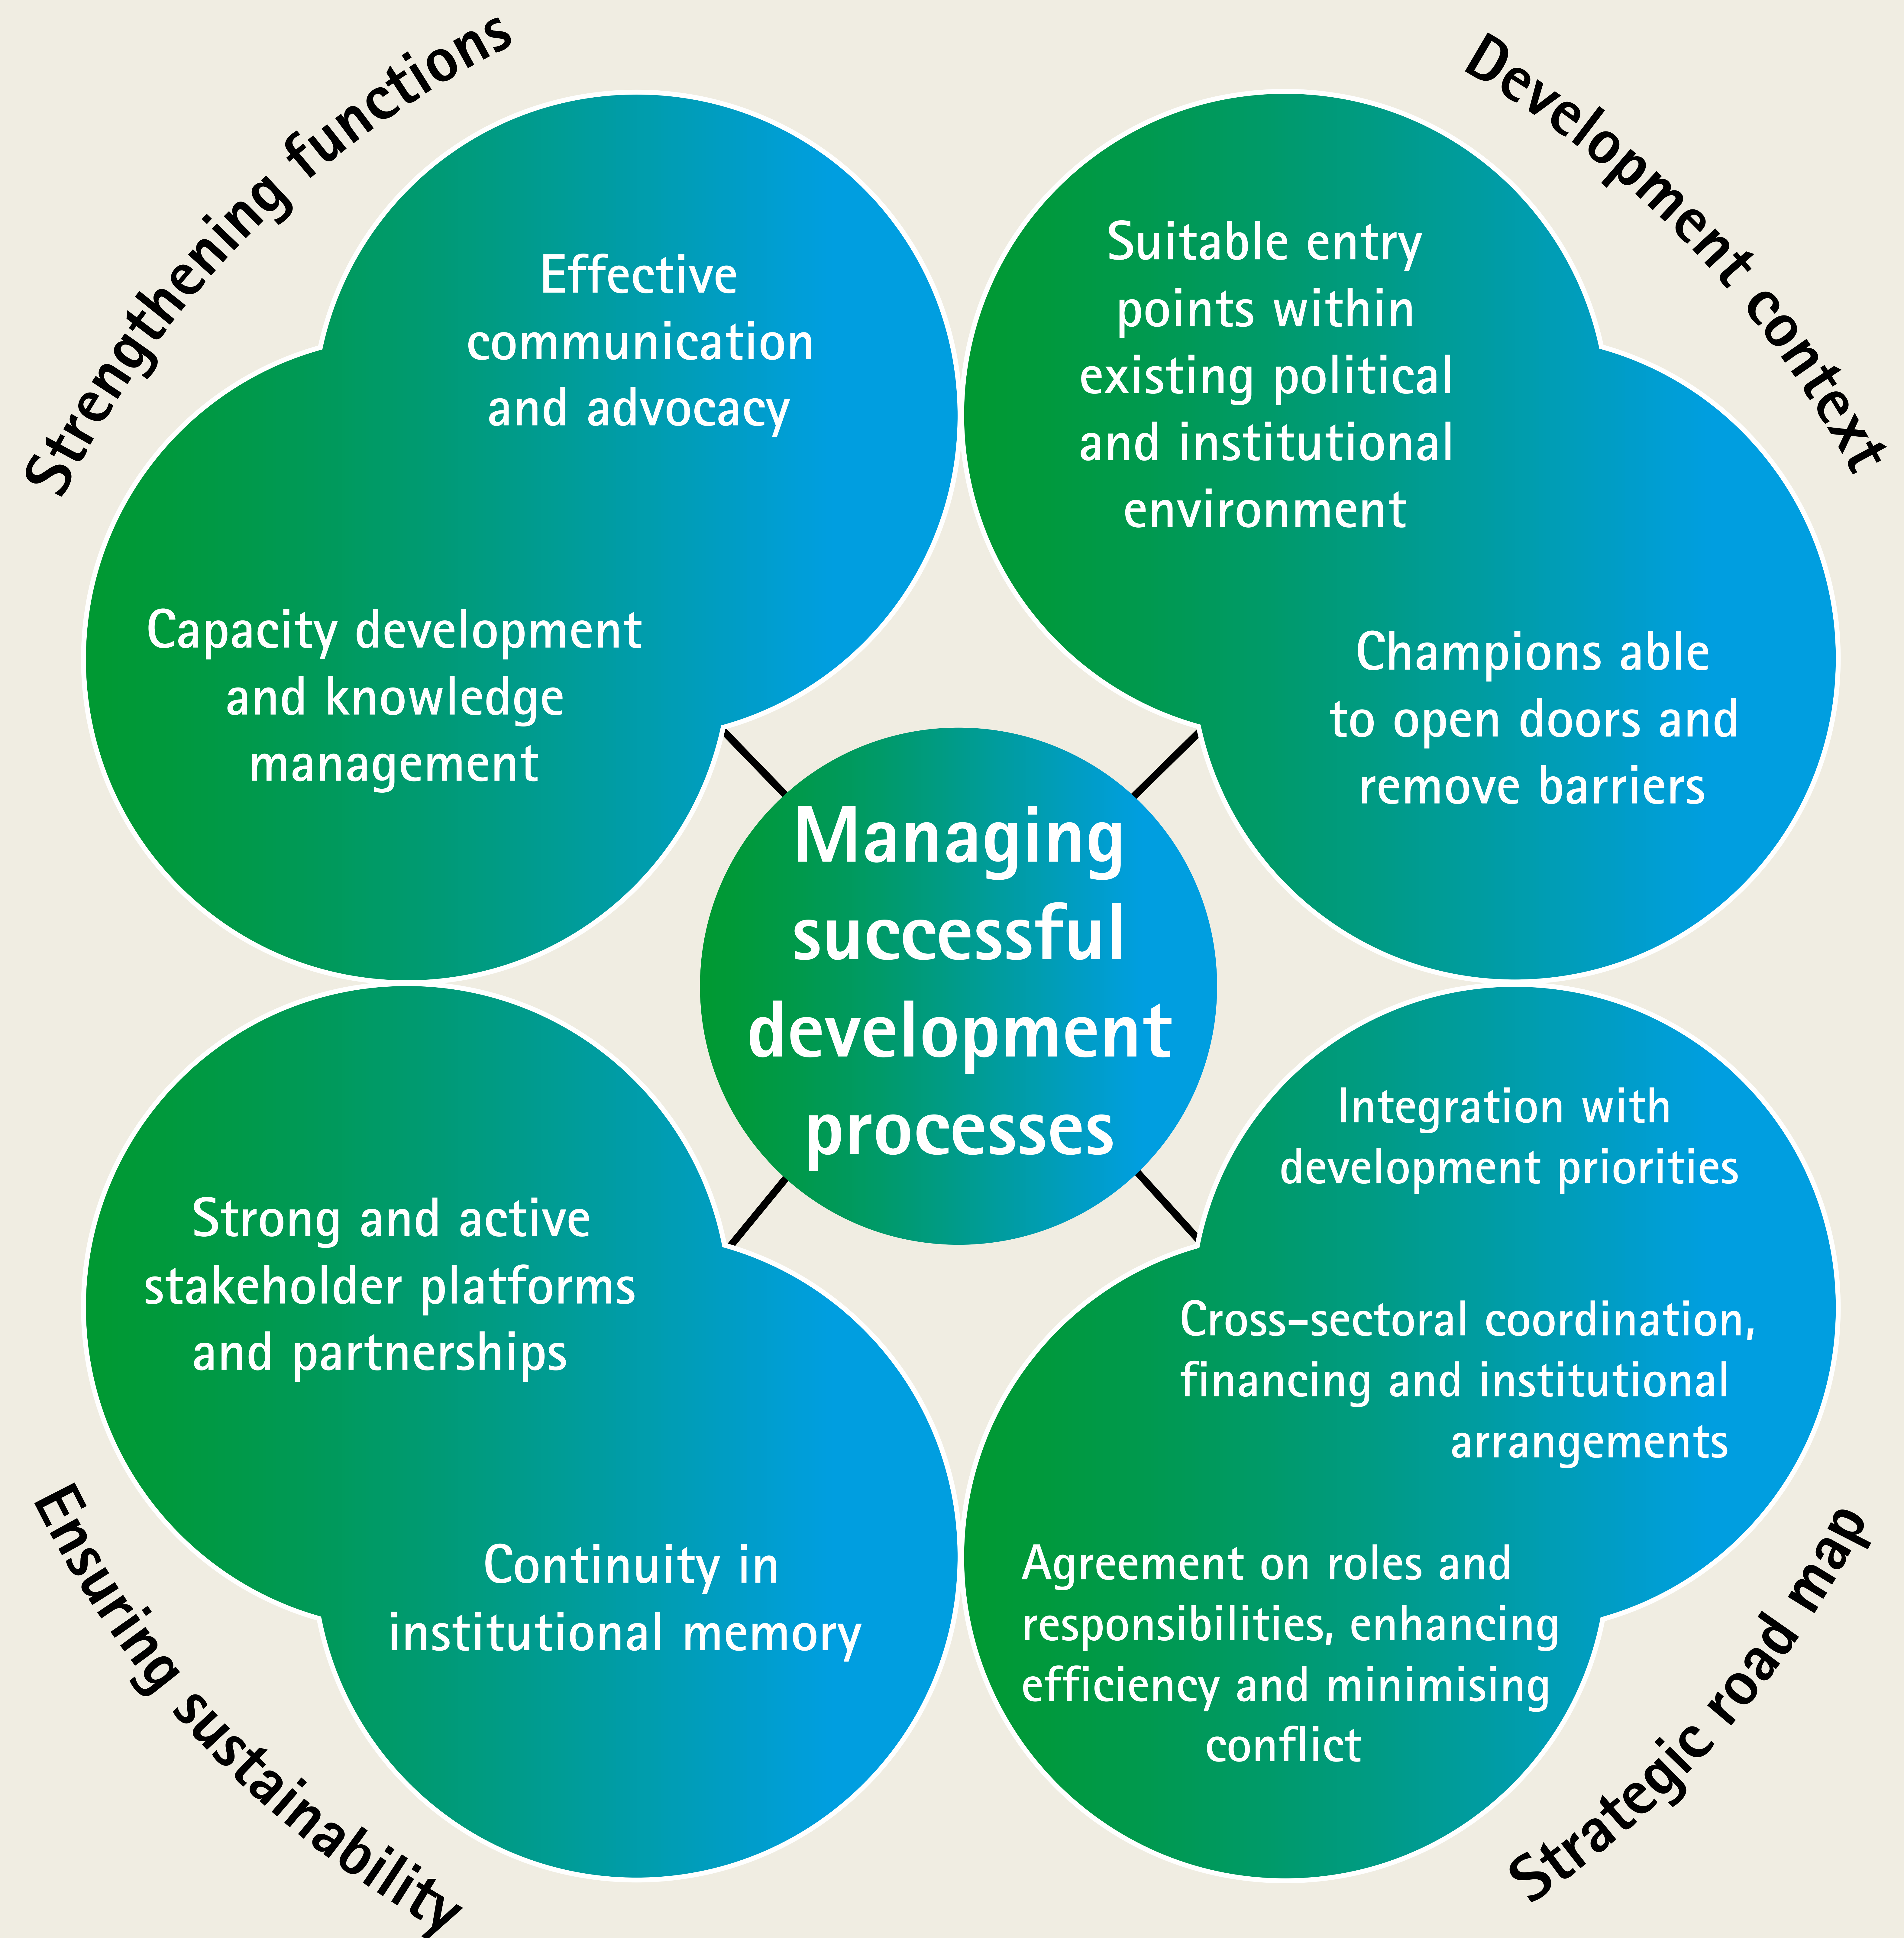 Strengthening functions
Effective
communication
and advocacy
Capacity development
and knowledge
management
Development context
Suitable entry
points within
existing political
and institutional
environment
Champions able
to open doors and
remove barriers
Managing
successful
development
processes
Ensuring sustainability
Strong and active
stakeholder platforms
and partnerships
Continuity in
institutional memory
Strategic road map
Integration with
development priorities
Cross-sectoral coordination,
financing and institutional
arrangements
Agreement on roles and
responsibilities, enhancing
efficiency and minimising
conflict